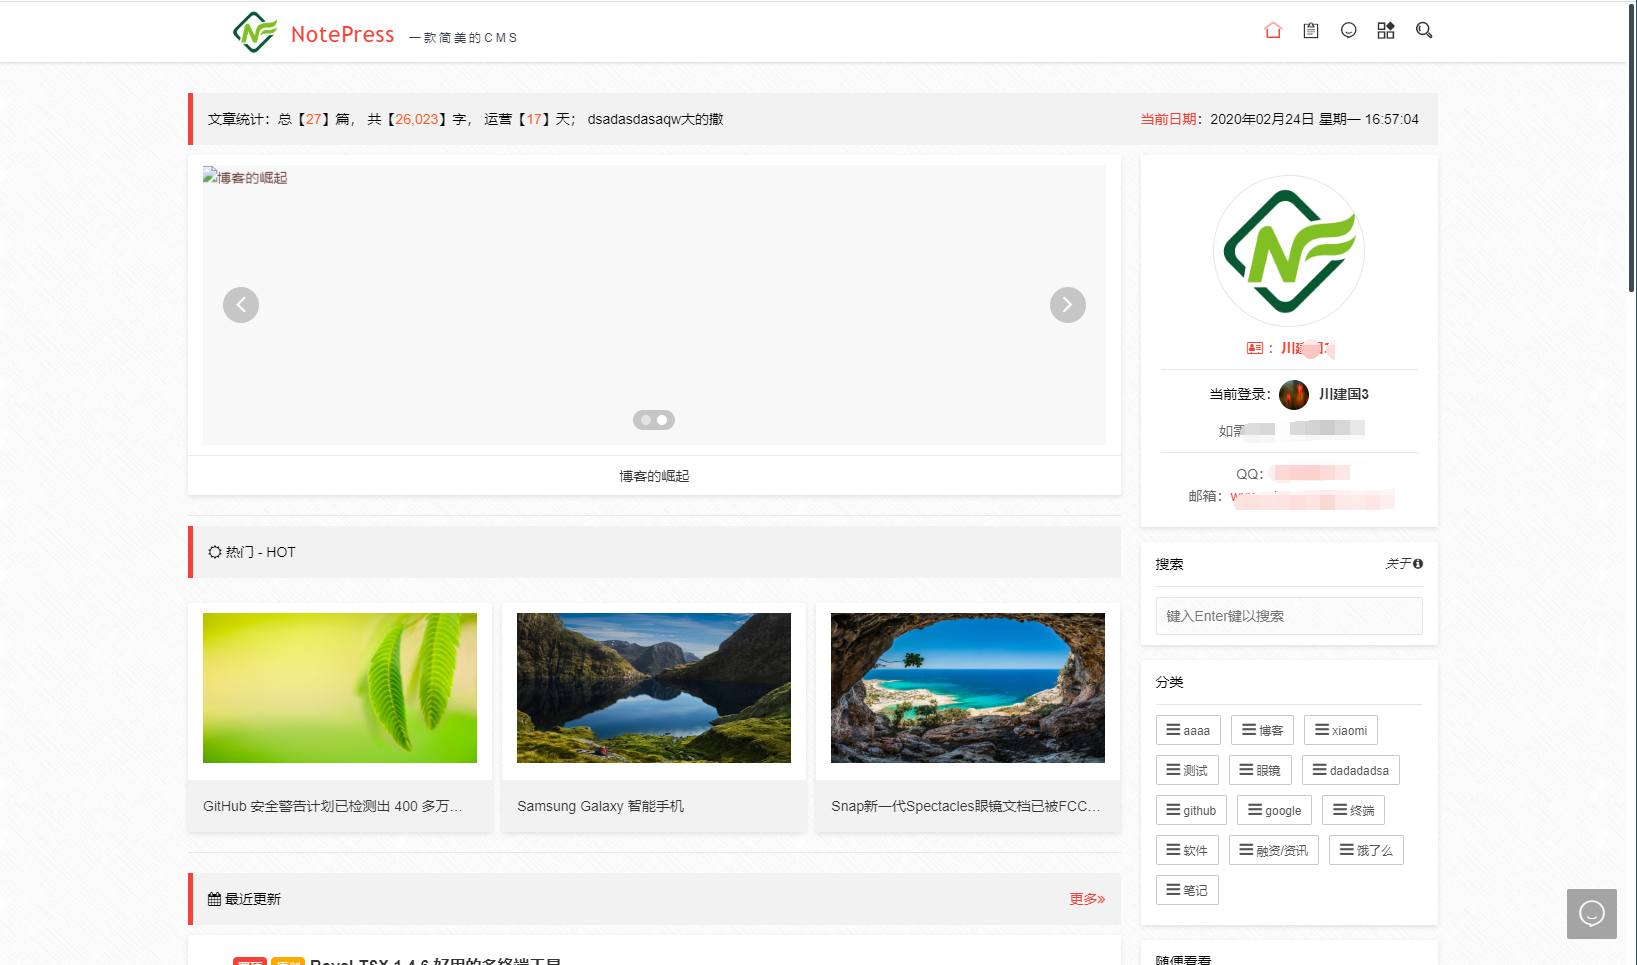 NotePress 一款简美的CMS
文章统计：总【27】篇， 共【26,023】字， 运营【17】天； dsadasdasaqw大的撒
当前日期：2020年02月24日 星期一 16:57:04
博客的崛起
博客的崛起
热门 - HOT
GitHub 安全警告计划已检测出 400 多万...
Samsung Galaxy 智能手机
Snap新一代Spectacles眼镜文档已被FCC...
最近更新
更多»
置顶 原创 Royal TSX 1.4.6 好用的多终端工具
：川建国3
当前登录： 川建国3
如需
QQ：
邮箱：
搜索
关于
键入Enter键以搜索
分类
aaaa 博客 xiaomi
测试 眼镜 dadadadsa
github google 终端
软件 融资/资讯 饿了么
笔记
随便看看